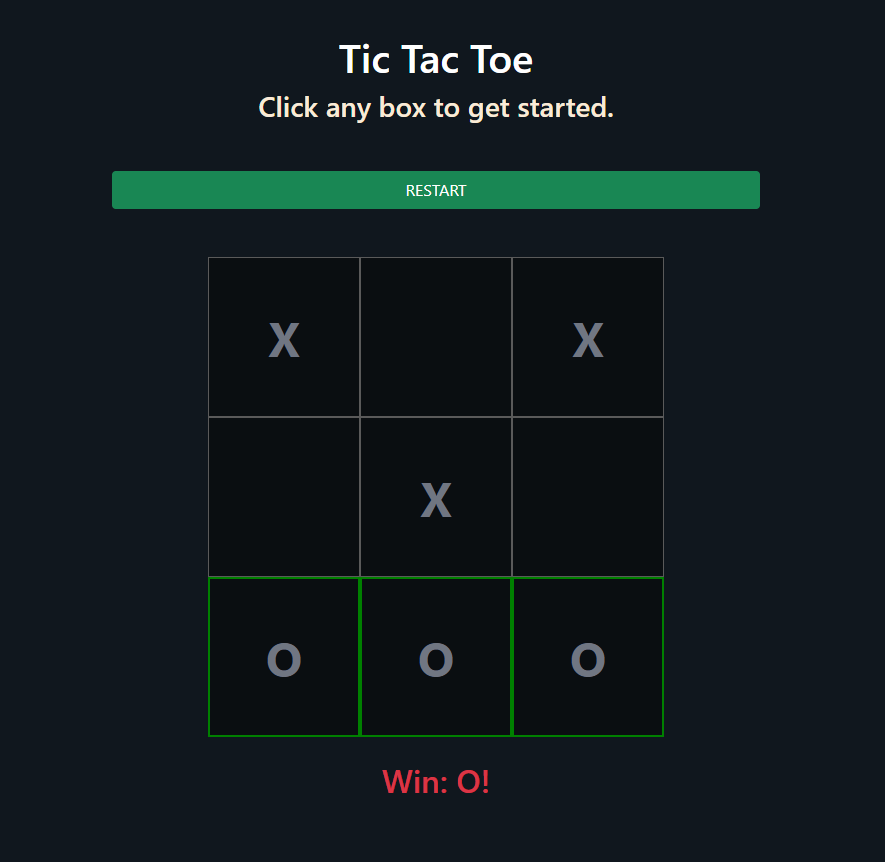 Tic Tac Toe
Click any box to get started.
RESTART
X X
X
O O O
Win: O!